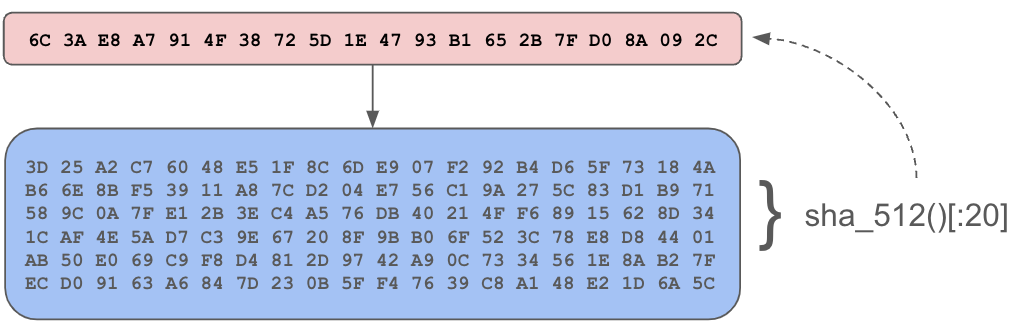 6C 3A E8 A7 91 4F 38 72 5D 1E 47 93 B1 65 2B 7F D0 8A 09 2C
3D 25 A2 C7 60 48 E5 1F 8C 6D E9 07 F2 92 B4 D6 5F 73 18 4A
B6 6E 8B F5 39 11 A8 7C D2 04 E7 56 C1 9A 27 5C 83 D1 B9 71
58 9C 0A 7F E1 2B 3E C4 A5 76 DB 40 21 4F F6 89 15 62 8D 34
1C AF 4E 5A D7 C3 9E 67 20 8F 9B B0 6F 52 3C 78 E8 D8 44 01
AB 50 E0 69 C9 F8 D4 81 2D 97 42 A9 0C 73 34 56 1E 8A B2 7F
EC D0 91 63 A6 84 7D 23 0B 5F F4 76 39 C8 A1 48 E2 1D 6A 5C
} sha_512()[:20]